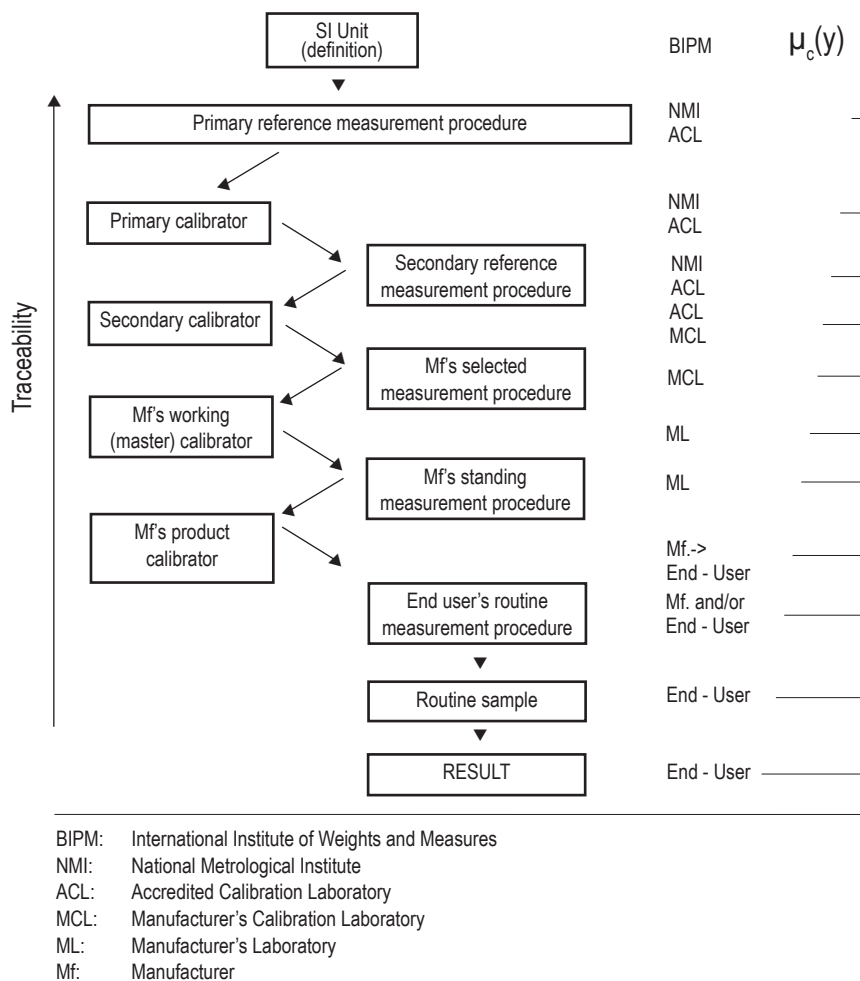 SI Unit
(definition)
BIPM
μc(y)
Primary reference measurement procedure
NMI
ACL
Primary calibrator
NMI
ACL
Secondary reference
measurement procedure
NMI
ACL
Secondary calibrator
ACL
MCL
Mf's selected
measurement procedure
MCL
Mf's working
(master) calibrator
ML
Mf's standing
measurement procedure
ML
Mf's product
calibrator
Mf.->
End - User
End user's routine
measurement procedure
Mf. and/or
End - User
Routine sample
End - User
RESULT
End - User
Traceability
BIPM: International Institute of Weights and Measures
NMI: National Metrological Institute
ACL: Accredited Calibration Laboratory
MCL: Manufacturer's Calibration Laboratory
ML: Manufacturer's Laboratory
Mf: Manufacturer